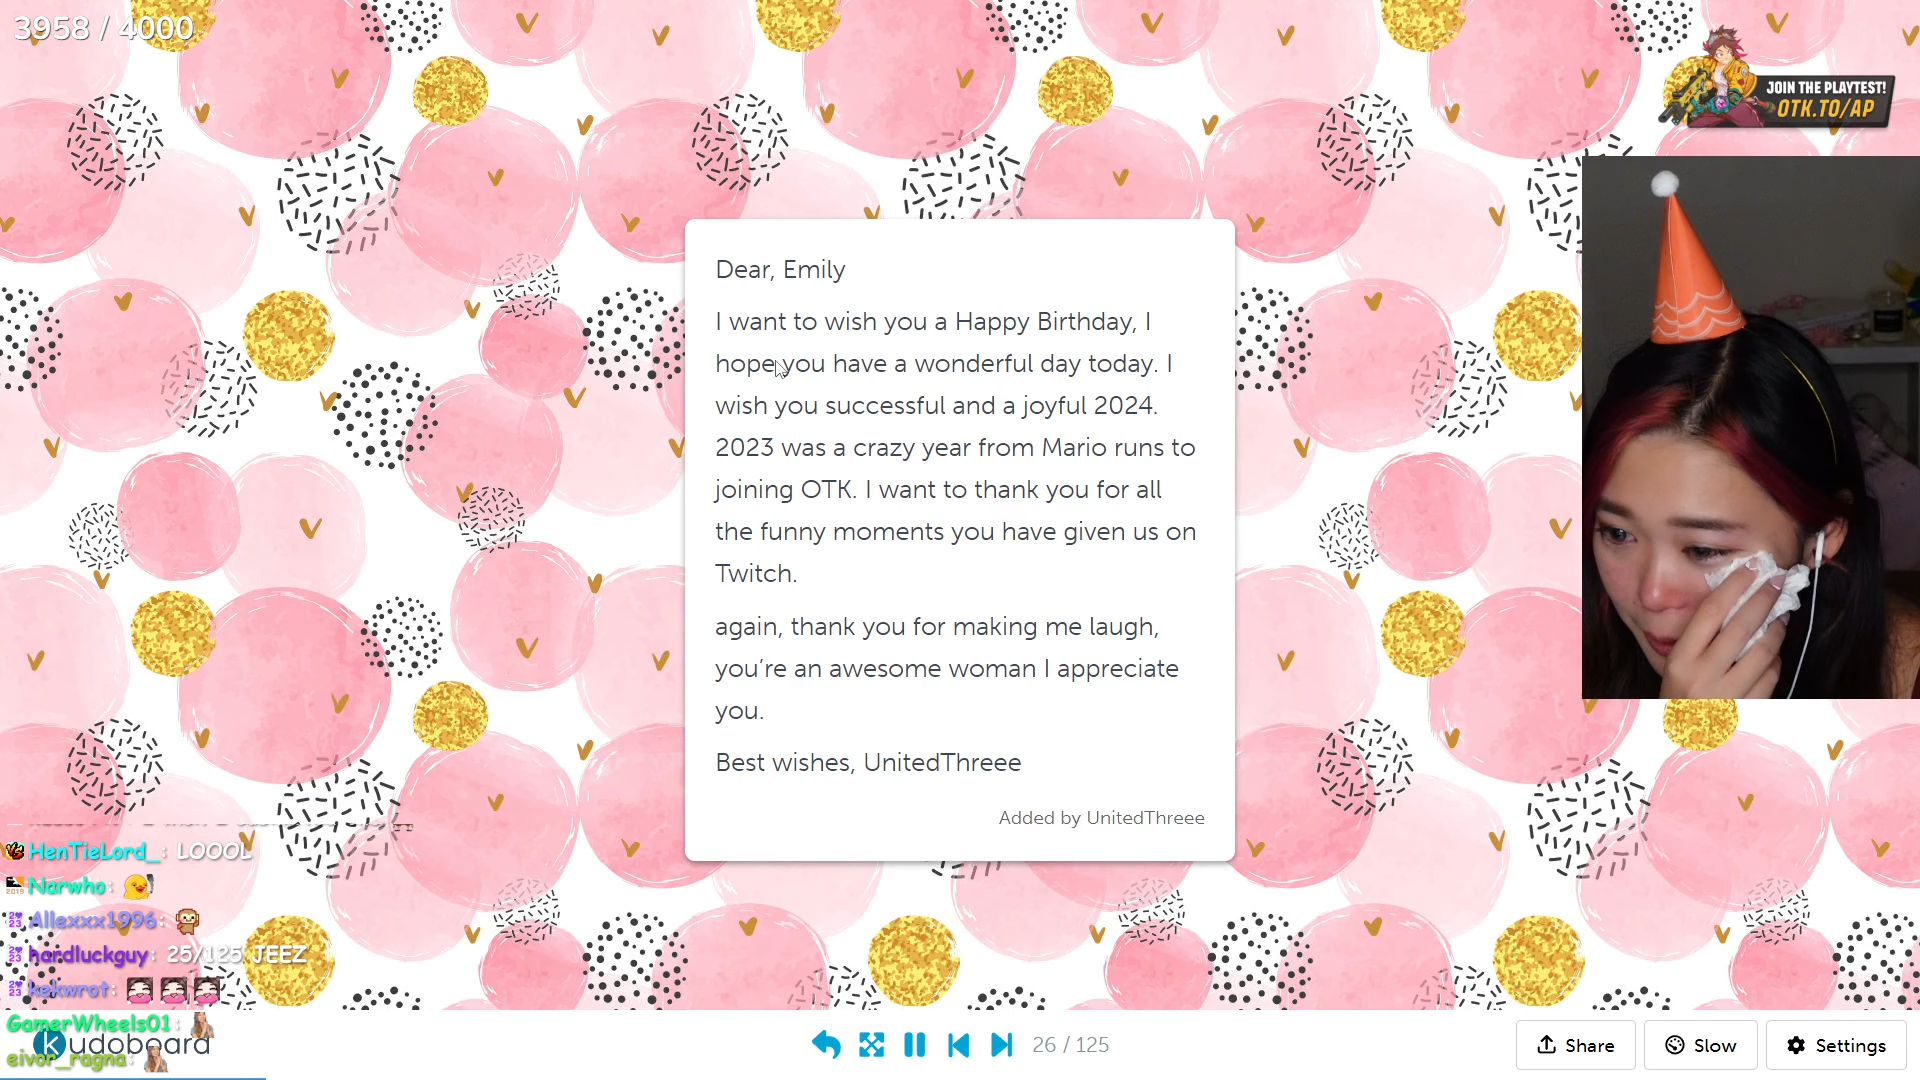 3958 / 4000
JOIN THE PLAYTEST!
OTK.TO/AP
Dear, Emily
I want to wish you a Happy Birthday, I
hope you have a wonderful day today. I
wish you successful and a joyful 2024.
2023 was a crazy year from Mario runs to
joining OTK. I want to thank you for all
the funny moments you have given us on
Twitch.
again, thank you for making me laugh,
you’re an awesome woman I appreciate
you.
Best wishes, UnitedThreee
Added by UnitedThreee
HenTieLord_: LOOOL
Narwho:
Allexxx1996:
hardluckguy: 25/125 JEEZ
kekwrot:
GamerWheels01:
eivor_ragna:
kudoboard
26 / 125
Share
Slow
Settings